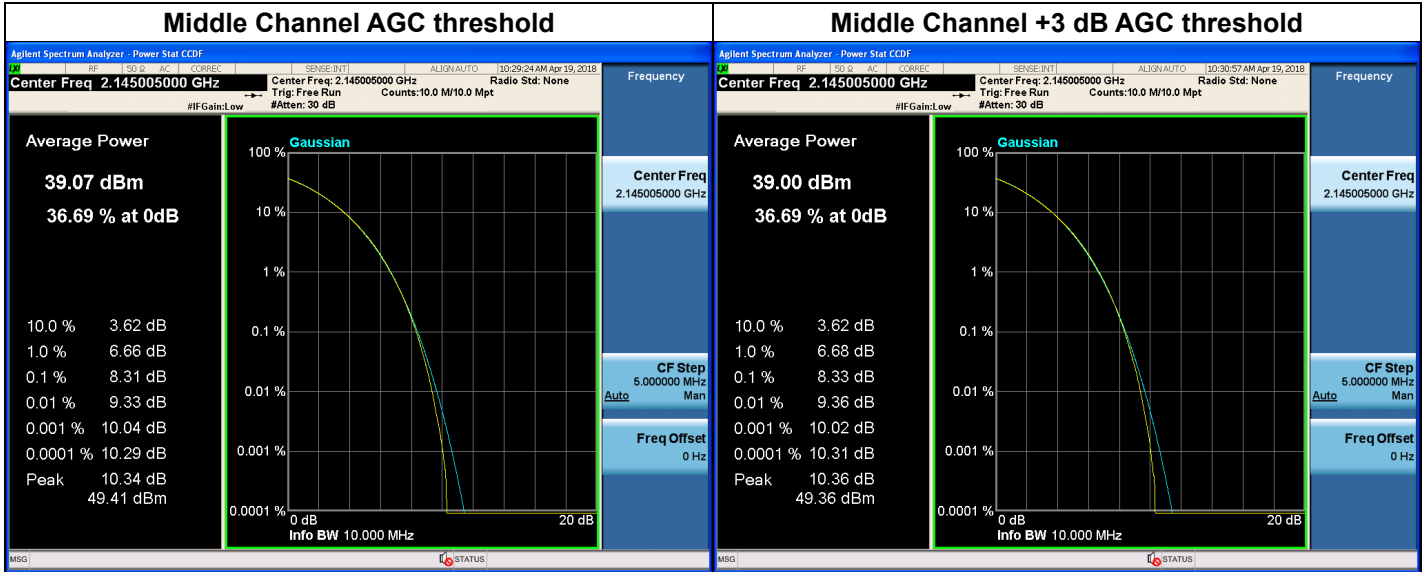 Middle Channel AGC threshold
Agilent Spectrum Analyzer - Power Stat CCDF
LXI RF 50 Ω AC CORREC SENSE:INT ALIGN AUTO 10:29:24 AM Apr 19, 2018
Center Freq 2.145005000 GHz
Center Freq: 2.145005000 GHz Radio Std: None
Trig: Free Run Counts:10.0 M/10.0 Mpt
#IFGain:Low #Atten: 30 dB
Average Power
39.07 dBm
36.69 % at 0dB
10.0 % 3.62 dB
1.0 % 6.66 dB
0.1 % 8.31 dB
0.01 % 9.33 dB
0.001 % 10.04 dB
0.0001 % 10.29 dB
Peak 10.34 dB
49.41 dBm
Gaussian
100 %
10 %
1 %
0.1 %
0.01 %
0.001 %
0.0001 %
0 dB 20 dB
Info BW 10.000 MHz
Frequency
Center Freq
2.145005000 GHz
CF Step
5.000000 MHz
Auto Man
Freq Offset
0 Hz
MSG STATUS
Middle Channel +3 dB AGC threshold
Agilent Spectrum Analyzer - Power Stat CCDF
LXI RF 50 Ω AC CORREC SENSE:INT ALIGN AUTO 10:30:57 AM Apr 19, 2018
Center Freq 2.145005000 GHz
Center Freq: 2.145005000 GHz Radio Std: None
Trig: Free Run Counts:10.0 M/10.0 Mpt
#IFGain:Low #Atten: 30 dB
Average Power
39.00 dBm
36.69 % at 0dB
10.0 % 3.62 dB
1.0 % 6.68 dB
0.1 % 8.33 dB
0.01 % 9.36 dB
0.001 % 10.02 dB
0.0001 % 10.31 dB
Peak 10.36 dB
49.36 dBm
Gaussian
100 %
10 %
1 %
0.1 %
0.01 %
0.001 %
0.0001 %
0 dB 20 dB
Info BW 10.000 MHz
Frequency
Center Freq
2.145005000 GHz
CF Step
5.000000 MHz
Auto Man
Freq Offset
0 Hz
MSG STATUS